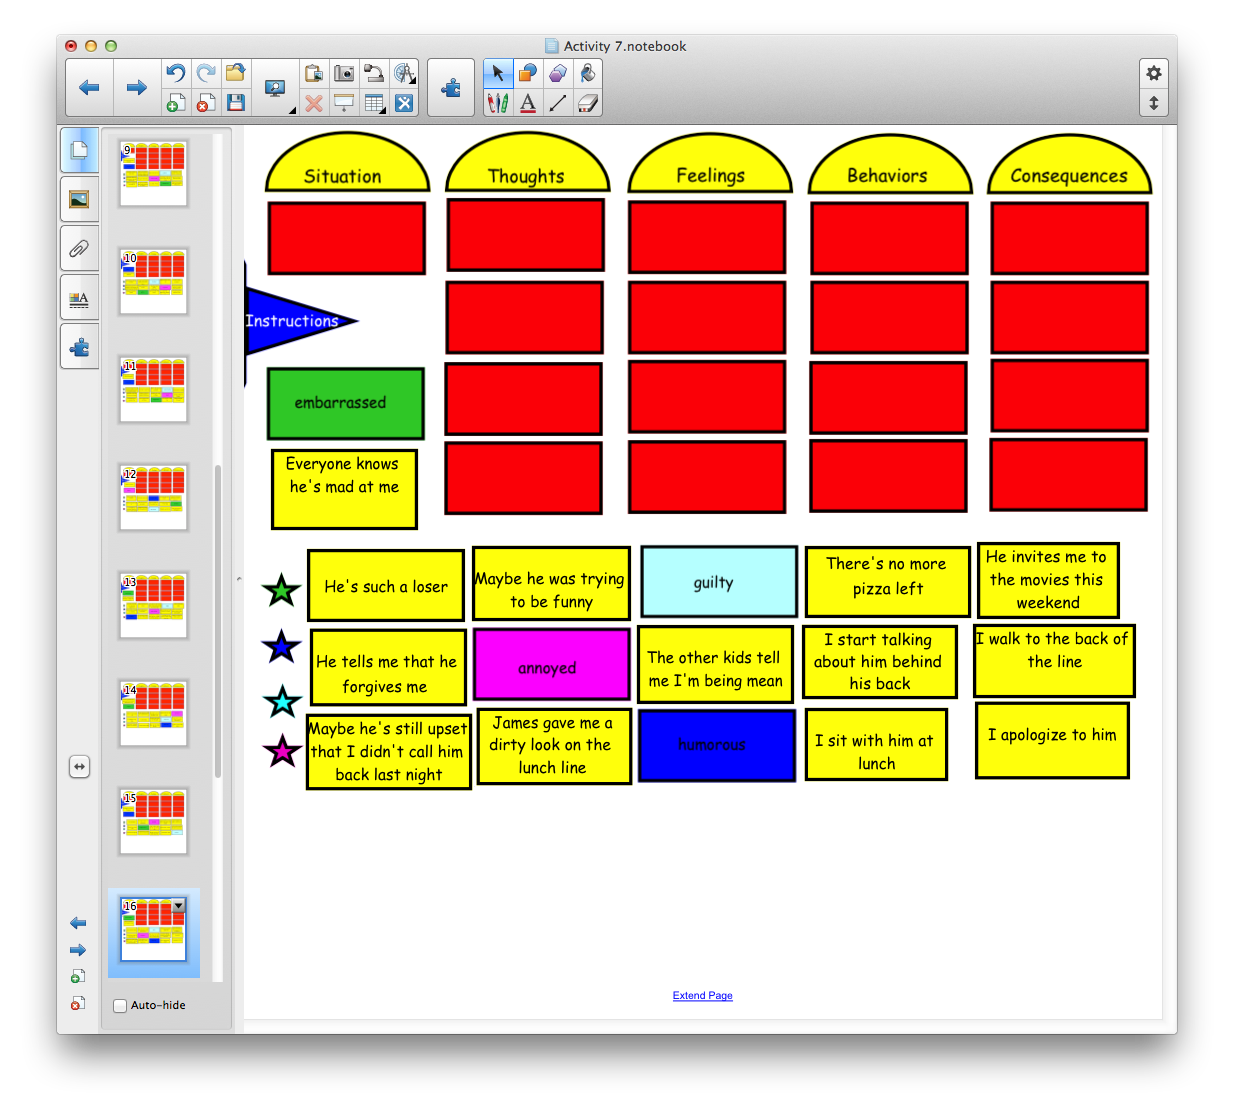 Activity 7.notebook
9
10
11
12
13
14
15
16
Auto-hide
Situation
Thoughts
Feelings
Behaviors
Consequences
Instructions
embarrassed
Everyone knows
he's mad at me
He's such a loser
Maybe he was trying
to be funny
guilty
There's no more
pizza left
He invites me to
the movies this
weekend
He tells me that he
forgives me
annoyed
The other kids tell
me I'm being mean
I start talking
about him behind
his back
I walk to the back of
the line
Maybe he's still upset
that I didn't call him
back last night
James gave me a
dirty look on the
lunch line
humorous
I sit with him at
lunch
I apologize to him
Extend Page